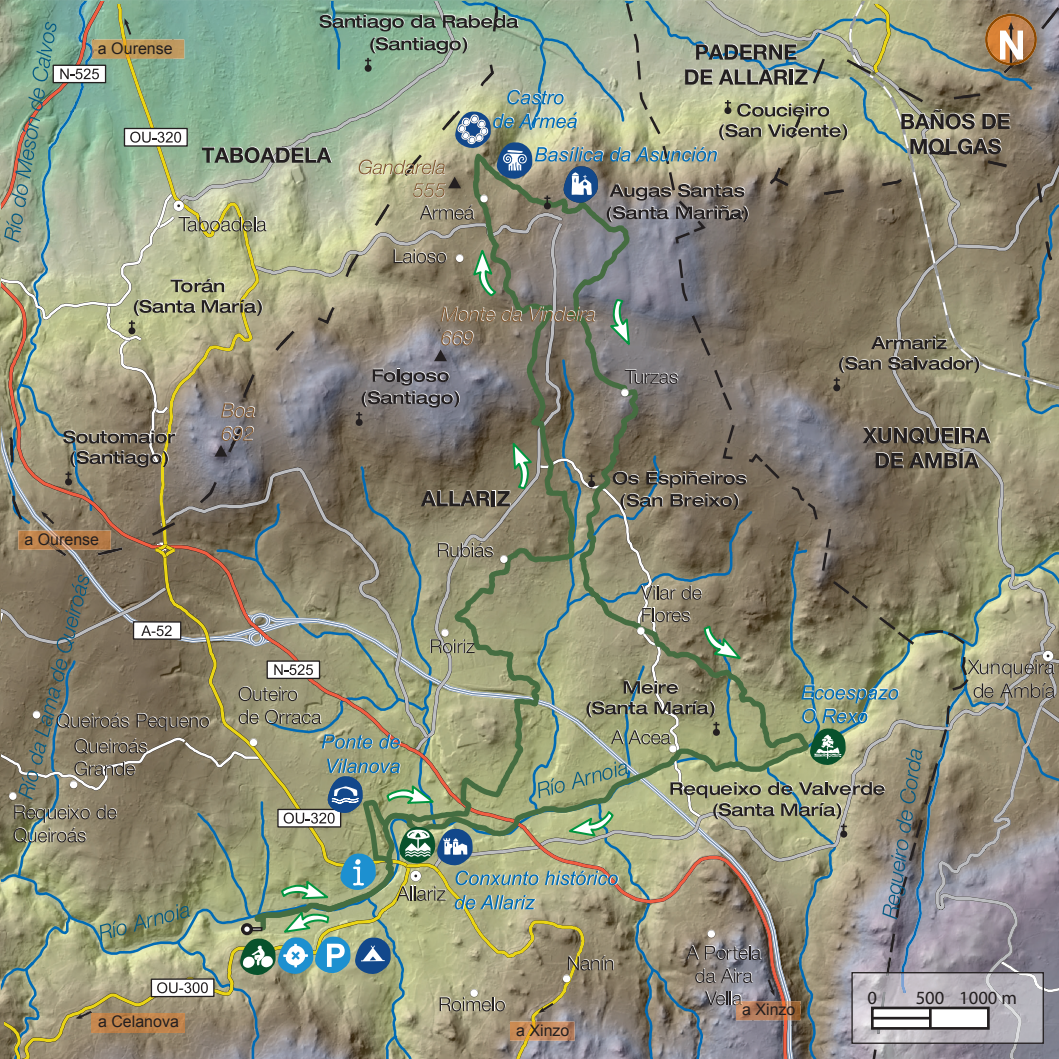 Santiago da Rabeda
(Santiago)
N
a Ourense
N-525
Río do Mesón de Calvos
PADERNE
DE ALLARIZ
Castro
de Armeá
Coucieiro
(San Vicente)
OU-320
BAÑOS DE
MOLGAS
TABOADELA
Basílica da Asunción
Gandarela
555
Augas Santas
(Santa Mariña)
Armeá
Taboadela
Laioso
Torán
(Santa María)
Monte da Vindeira
669
Armariz
(San Salvador)
Folgoso
(Santiago)
Turzas
Boa
692
Soutomaior
(Santiago)
XUNQUEIRA
DE AMBÍA
Os Espiñeiros
(San Breixo)
ALLARIZ
a Ourense
Rubiás
Vilar de
Flores
Río da Lama de Queiroás
A-52
Roiriz
N-525
Xunqueira
de Ambía
Outeiro
de Orraca
Meire
(Santa María)
Ecoespazo
O Rexo
Queiroás Pequeno
Queiroás
Grande
Ponte de
Vilanova
A Acea
Río Arnoia
Requeixo de Valverde
(Santa María)
Requeixo de
Queiroás
OU-320
Requeiro de Corda
i
Allariz
Conxunto histórico
de Allariz
Río Arnoia
P
A Portela
da Aira
Vella
Nanín
OU-300
Roimelo
0 500 1000 m
a Celanova
a Xinzo
a Xinzo